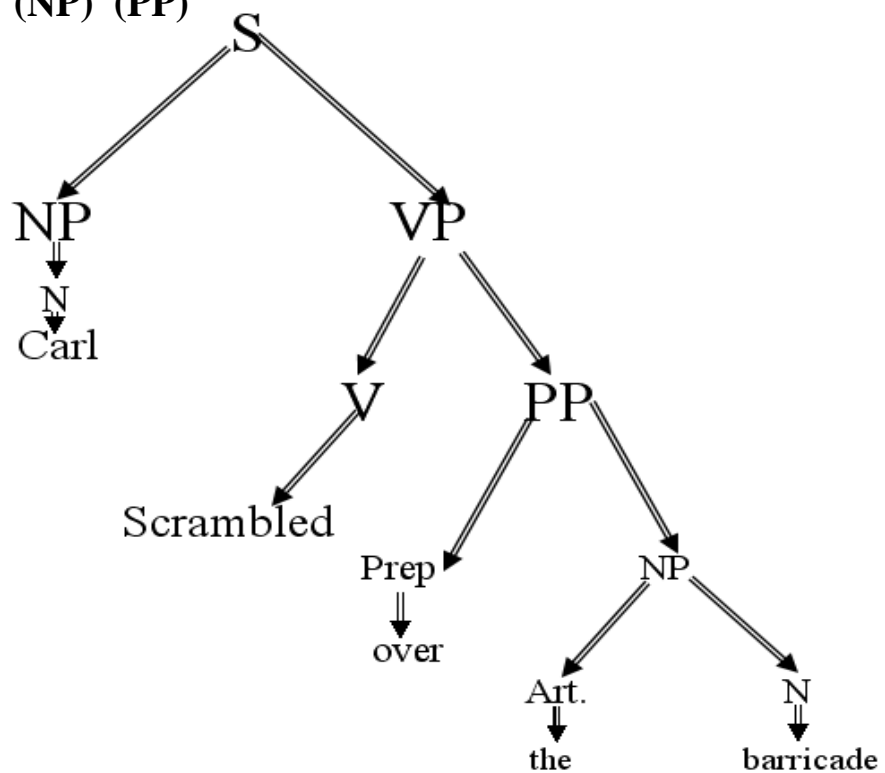 (NP) (PP)
S
NP VP
N
Carl
V PP
Scrambled
Prep NP
over
Art. N
the barricade